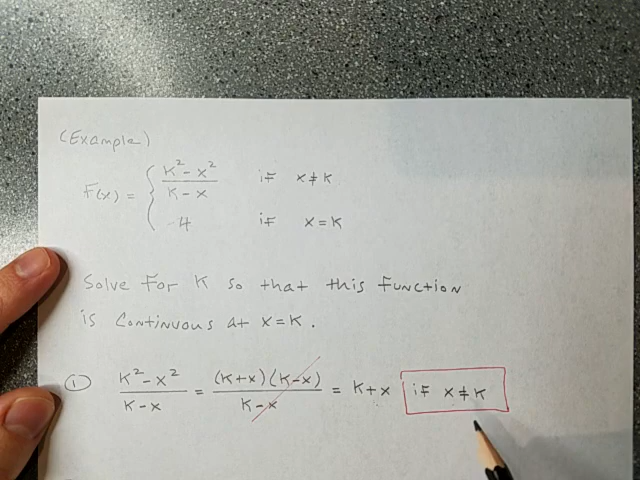 (Example)
F(x) = { K² - x² / K - x if x ≠ K
-4 if x = K
Solve For K so that this function
is continuous at x = K.
① K² - x² / K - x = (K + x)(K - x) / K - x = K + x if x ≠ K